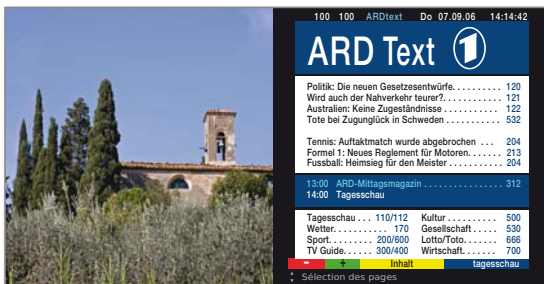 100 100 ARDtext Do 07.09.06 14:14:42
ARD Text 1
Politik: Die neuen Gesetzesentwürfe. . . . . . . . . . 120
Wird auch der Nahverkehr teurer?. . . . . . . . . . . . 121
Australien: Keine Zugeständnisse . . . . . . . . . . . . 122
Tote bei Zugunglück in Schweden . . . . . . . . . . . . 532
Tennis: Auftaktmatch wurde abgebrochen . . . 204
Formel 1: Neues Reglement für Motoren. . . . . . . 213
Fussball: Heimsieg für den Meister . . . . . . . . . . . 204
13:00 ARD-Mittagsmagazin . . . . . . . . . . . . . . . . 312
14:00 Tagesschau
Tagesschau . . . 110/112 Kultur . . . . . . . . . 500
Wetter. . . . . . . . . . . 170 Gesellschaft . . . . . 530
Sport. . . . . . . . . 200/600 Lotto/Toto. . . . . . . 666
TV Guide. . . . . . 300/400 Wirtschaft. . . . . . . 700
- + Inhalt tagesschau
Sélection des pages